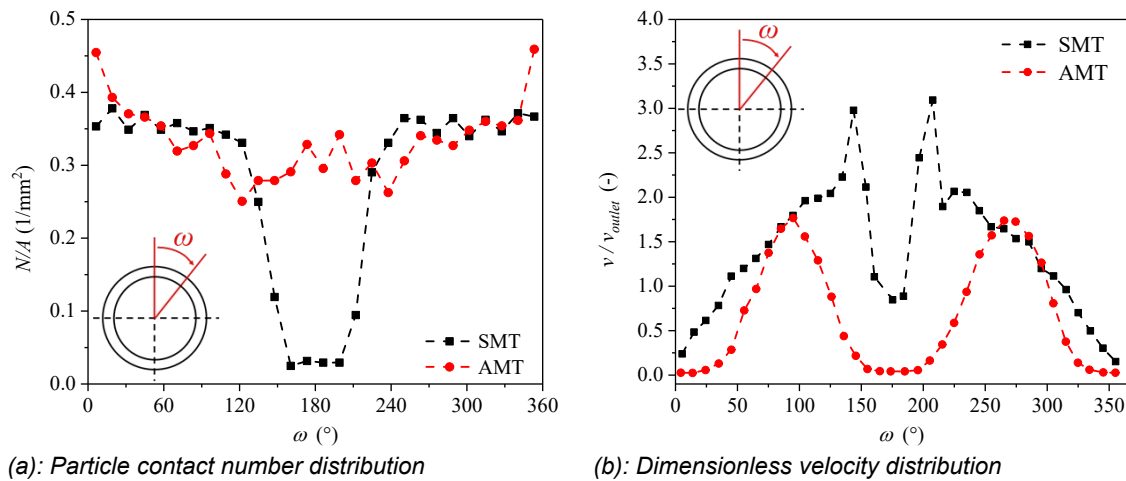 0.5
0.4
0.3
0.2
0.1
0.0
N/A (1/mm²)
ω
SMT
AMT
0 60 120 180 240 300 360
ω (°)
(a): Particle contact number distribution
4.0
3.5
3.0
2.5
2.0
1.5
1.0
0.5
0.0
v / v_outlet (-)
ω
SMT
AMT
0 50 100 150 200 250 300 350
ω (°)
(b): Dimensionless velocity distribution